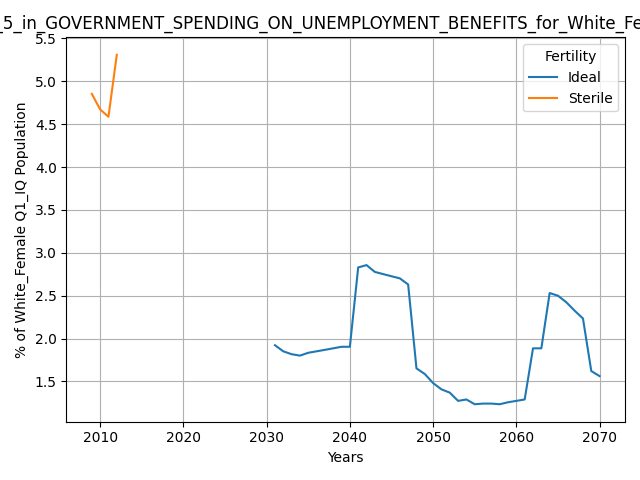 _5_in_GOVERNMENT_SPENDING_ON_UNEMPLOYMENT_BENEFITS_for_White_Fe
5.5
5.0
4.5
4.0
3.5
3.0
2.5
2.0
1.5
% of White_Female Q1_IQ Population
Fertility
Ideal
Sterile
2010 2020 2030 2040 2050 2060 2070
Years